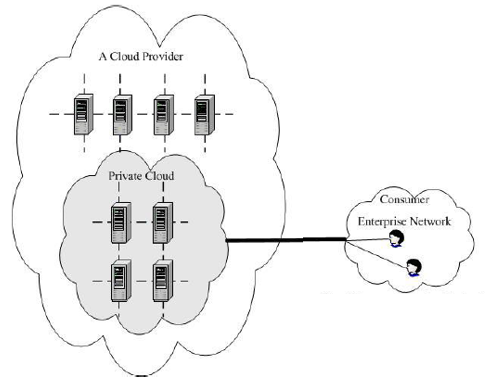 A Cloud Provider
Private Cloud
Consumer
Enterprise Network